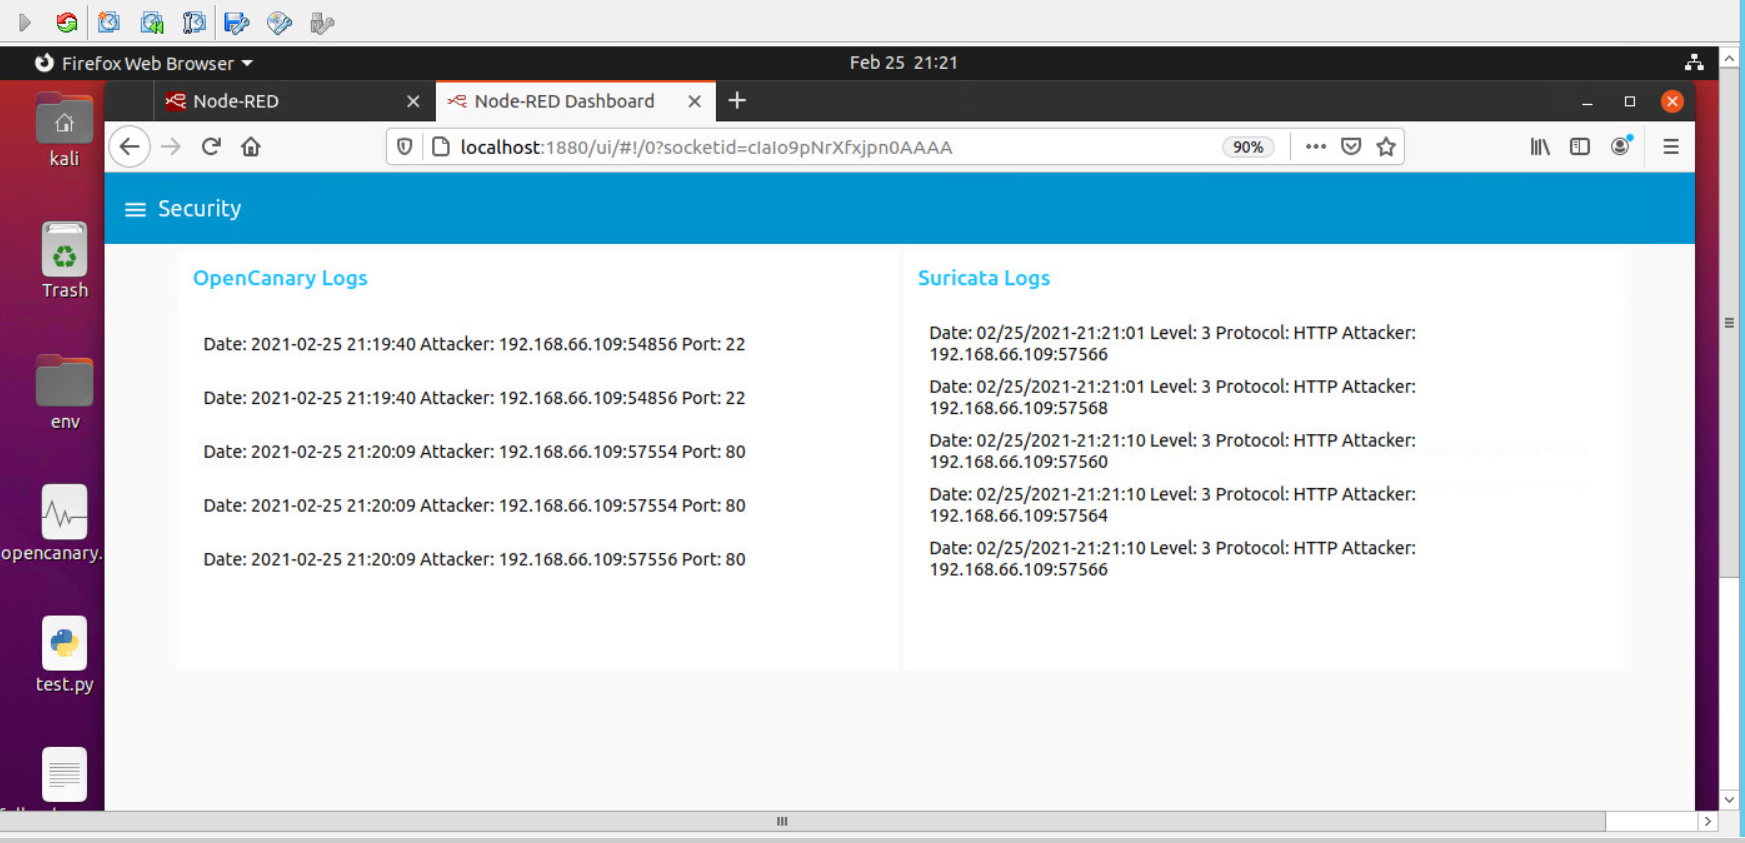 Firefox Web Browser
Feb 25 21:21
Node-RED
Node-RED Dashboard
localhost:1880/ui/#!/0?socketid=cIaIo9pNrXfxjpn0AAAA
90%
kali
Trash
env
opencanary.
test.py
Security
OpenCanary Logs
Date: 2021-02-25 21:19:40 Attacker: 192.168.66.109:54856 Port: 22
Date: 2021-02-25 21:19:40 Attacker: 192.168.66.109:54856 Port: 22
Date: 2021-02-25 21:20:09 Attacker: 192.168.66.109:57554 Port: 80
Date: 2021-02-25 21:20:09 Attacker: 192.168.66.109:57554 Port: 80
Date: 2021-02-25 21:20:09 Attacker: 192.168.66.109:57556 Port: 80
Suricata Logs
Date: 02/25/2021-21:21:01 Level: 3 Protocol: HTTP Attacker:
192.168.66.109:57566
Date: 02/25/2021-21:21:01 Level: 3 Protocol: HTTP Attacker:
192.168.66.109:57568
Date: 02/25/2021-21:21:10 Level: 3 Protocol: HTTP Attacker:
192.168.66.109:57560
Date: 02/25/2021-21:21:10 Level: 3 Protocol: HTTP Attacker:
192.168.66.109:57564
Date: 02/25/2021-21:21:10 Level: 3 Protocol: HTTP Attacker:
192.168.66.109:57566